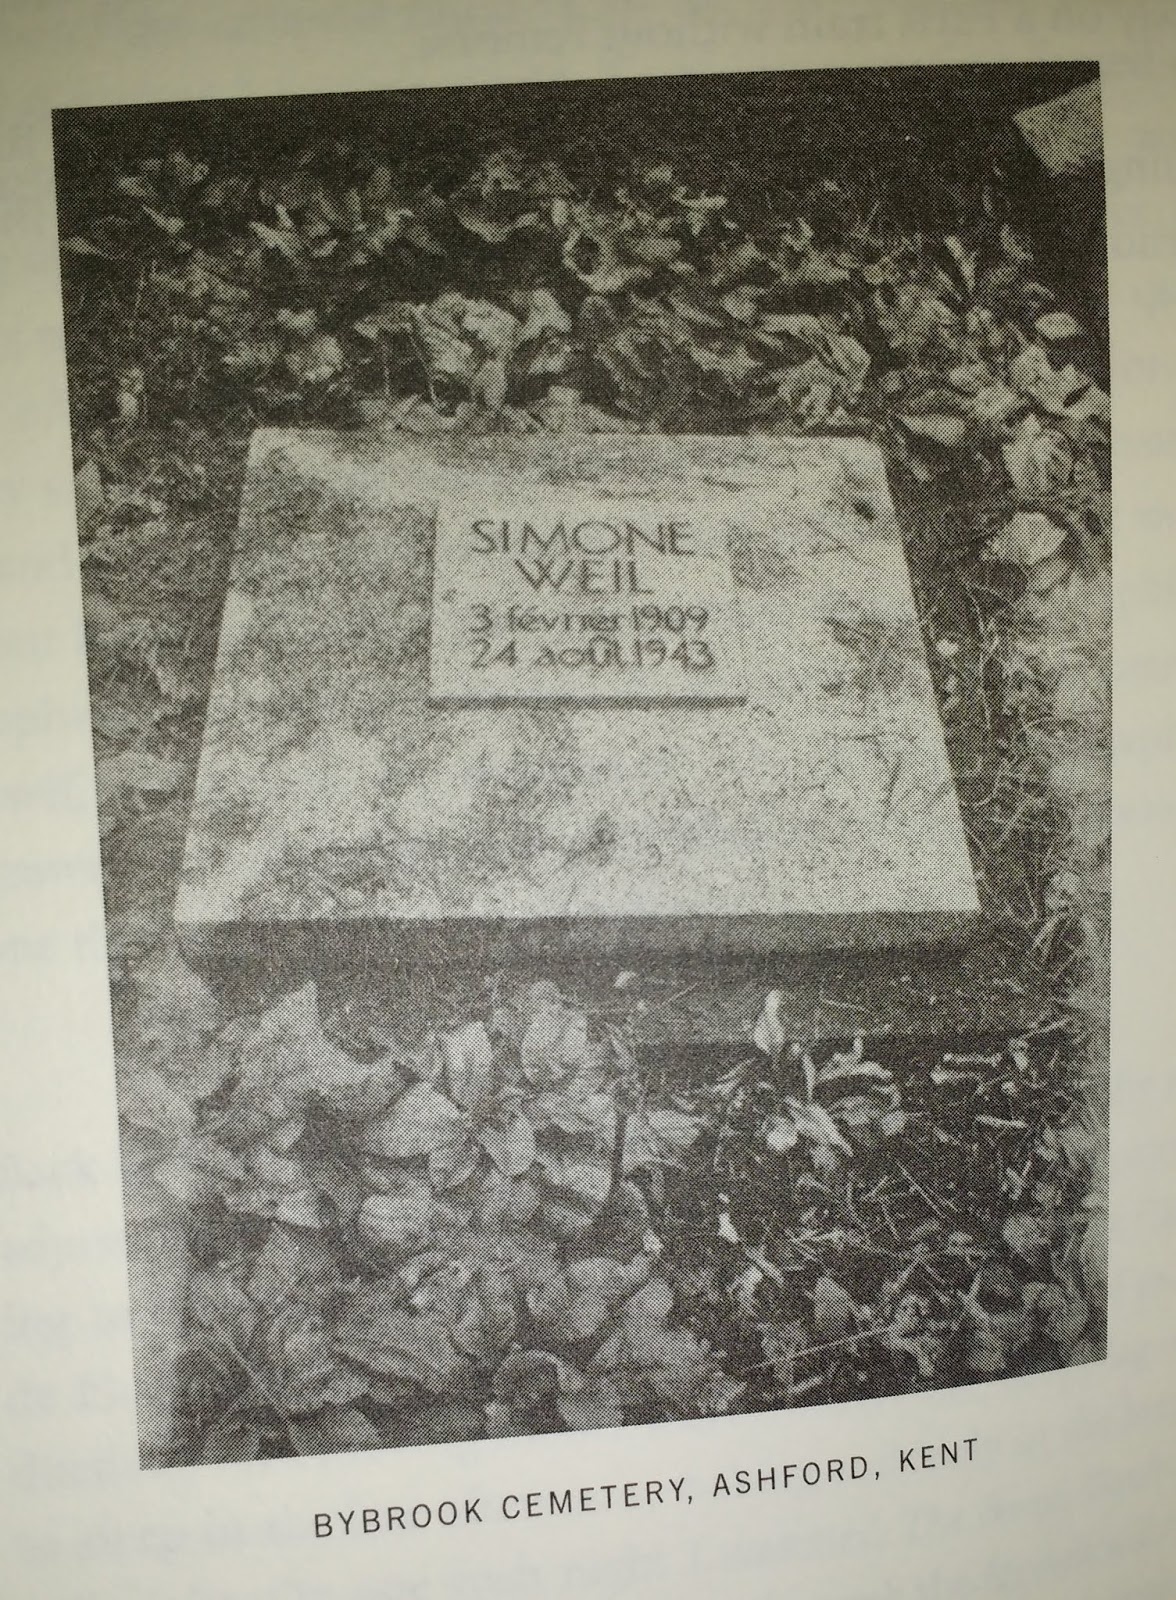 SIMONE
WEIL
3 février 1909
24 août 1943
BYBROOK CEMETERY, ASHFORD, KENT